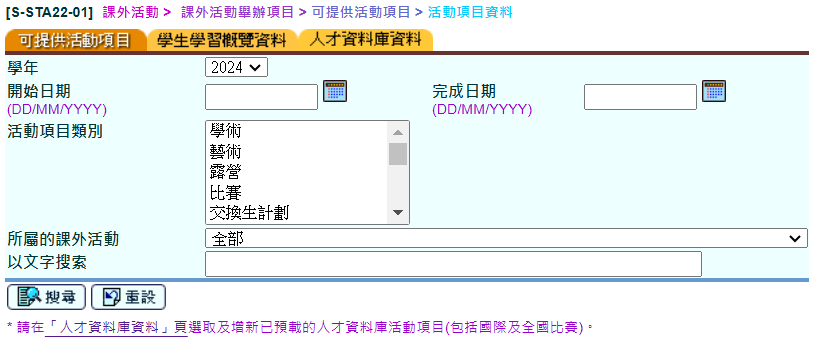 [S-STA22-01] 課外活動 > 課外活動舉辦項目 > 可提供活動項目 > 活動項目資料
可提供活動項目 學生學習概覽資料 人才資料庫資料
學年 2024
開始日期 完成日期
(DD/MM/YYYY) (DD/MM/YYYY)
活動項目類別 學術
藝術
露營
比賽
交換生計劃
所屬的課外活動 全部
以文字搜索
搜尋 重設
* 請在「人才資料庫資料」頁選取及增新已預載的人才資料庫活動項目(包括國際及全國比賽)。